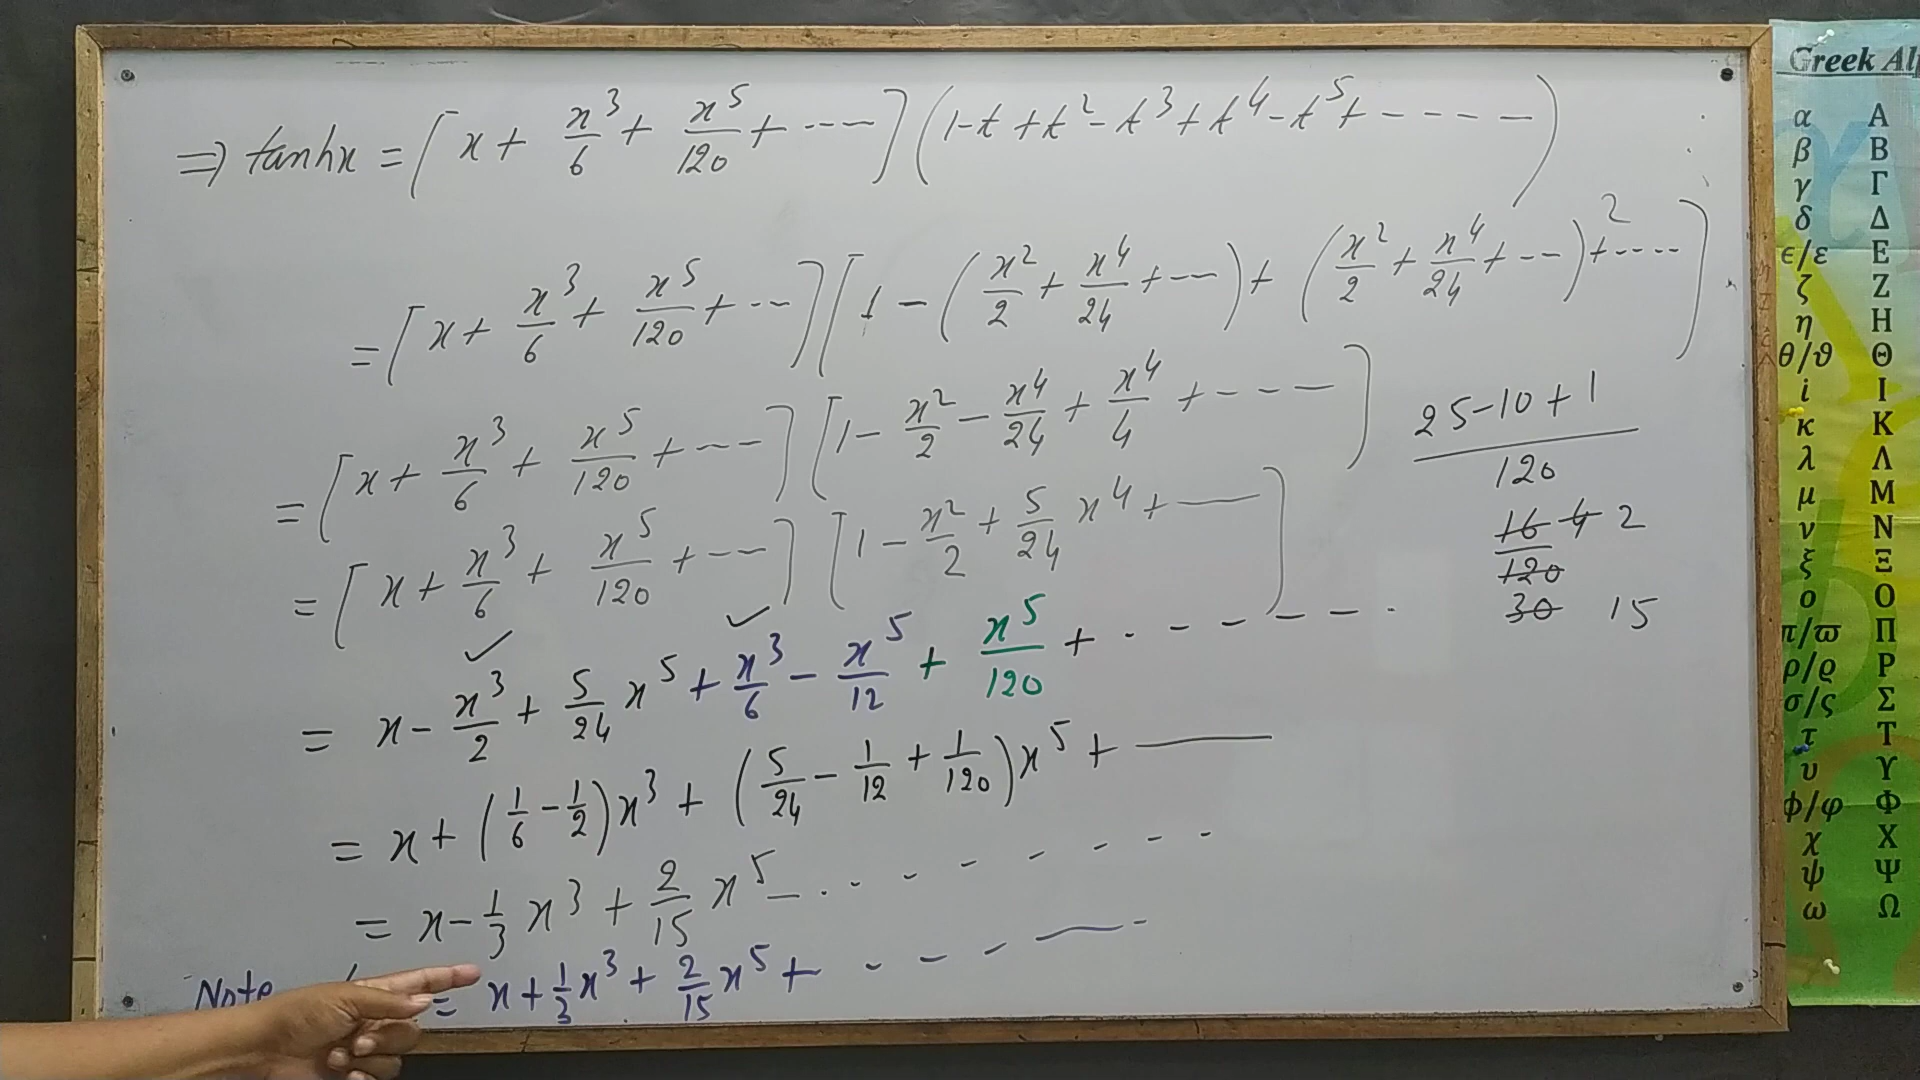 ⇒ tanhx = [x + x³/6 + x⁵/120 + ----] (1-t+t²-t³+t⁴-t⁵+-----)
= [x + x³/6 + x⁵/120 + ---] [1 - (x²/2 + x⁴/24 + ---) + (x²/2 + x⁴/24 + ---)² + ----]
= [x + x³/6 + x⁵/120 + ---] [1 - x²/2 - x⁴/24 + x⁴/4 + ----]
= [x + x³/6 + x⁵/120 + ---] [1 - x²/2 + 5/24 x⁴ + —]
= x - x³/2 + 5/24 x⁵ + x³/6 - x⁵/12 + x⁵/120 + ------
= x + (1/6 - 1/2)x³ + (5/24 - 1/12 + 1/120)x⁵ + —
= x - 1/3 x³ + 2/15 x⁵ - ........
Note = x + 1/3 x³ + 2/15 x⁵ + -----
25-10+1
120
16 4 2
120
30 15
Greek Al
α Α
β Β
γ Γ
δ Δ
ϵ/ε Ε
ζ Ζ
η Η
θ/ϑ Θ
i Ι
κ Κ
λ Λ
μ Μ
ν Ν
ξ Ξ
ο Ο
π/ϖ Π
ρ/ϱ Ρ
σ/ς Σ
τ Τ
υ Υ
ϕ/φ Φ
χ Χ
ψ Ψ
ω Ω